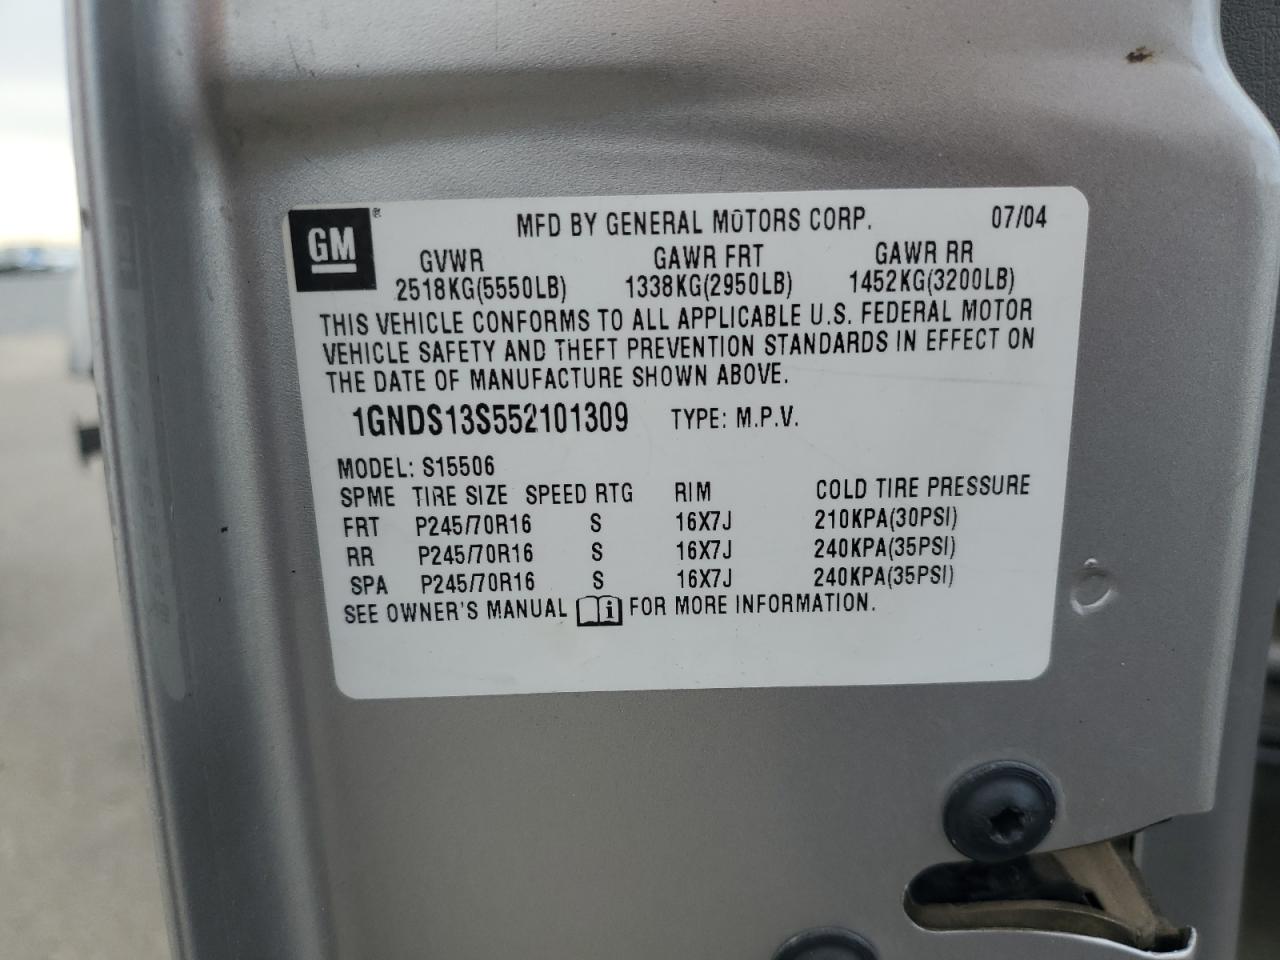 GM ® MFD BY GENERAL MOTORS CORP. 07/04
GVWR GAWR FRT GAWR RR
2518KG(5550LB) 1338KG(2950LB) 1452KG(3200LB)
THIS VEHICLE CONFORMS TO ALL APPLICABLE U.S. FEDERAL MOTOR
VEHICLE SAFETY AND THEFT PREVENTION STANDARDS IN EFFECT ON
THE DATE OF MANUFACTURE SHOWN ABOVE.
1GNDS13S552101309 TYPE: M.P.V.
MODEL: S15506
SPME TIRE SIZE SPEED RTG RIM COLD TIRE PRESSURE
FRT P245/70R16 S 16X7J 210KPA(30PSI)
RR P245/70R16 S 16X7J 240KPA(35PSI)
SPA P245/70R16 S 16X7J 240KPA(35PSI)
SEE OWNER'S MANUAL i FOR MORE INFORMATION.